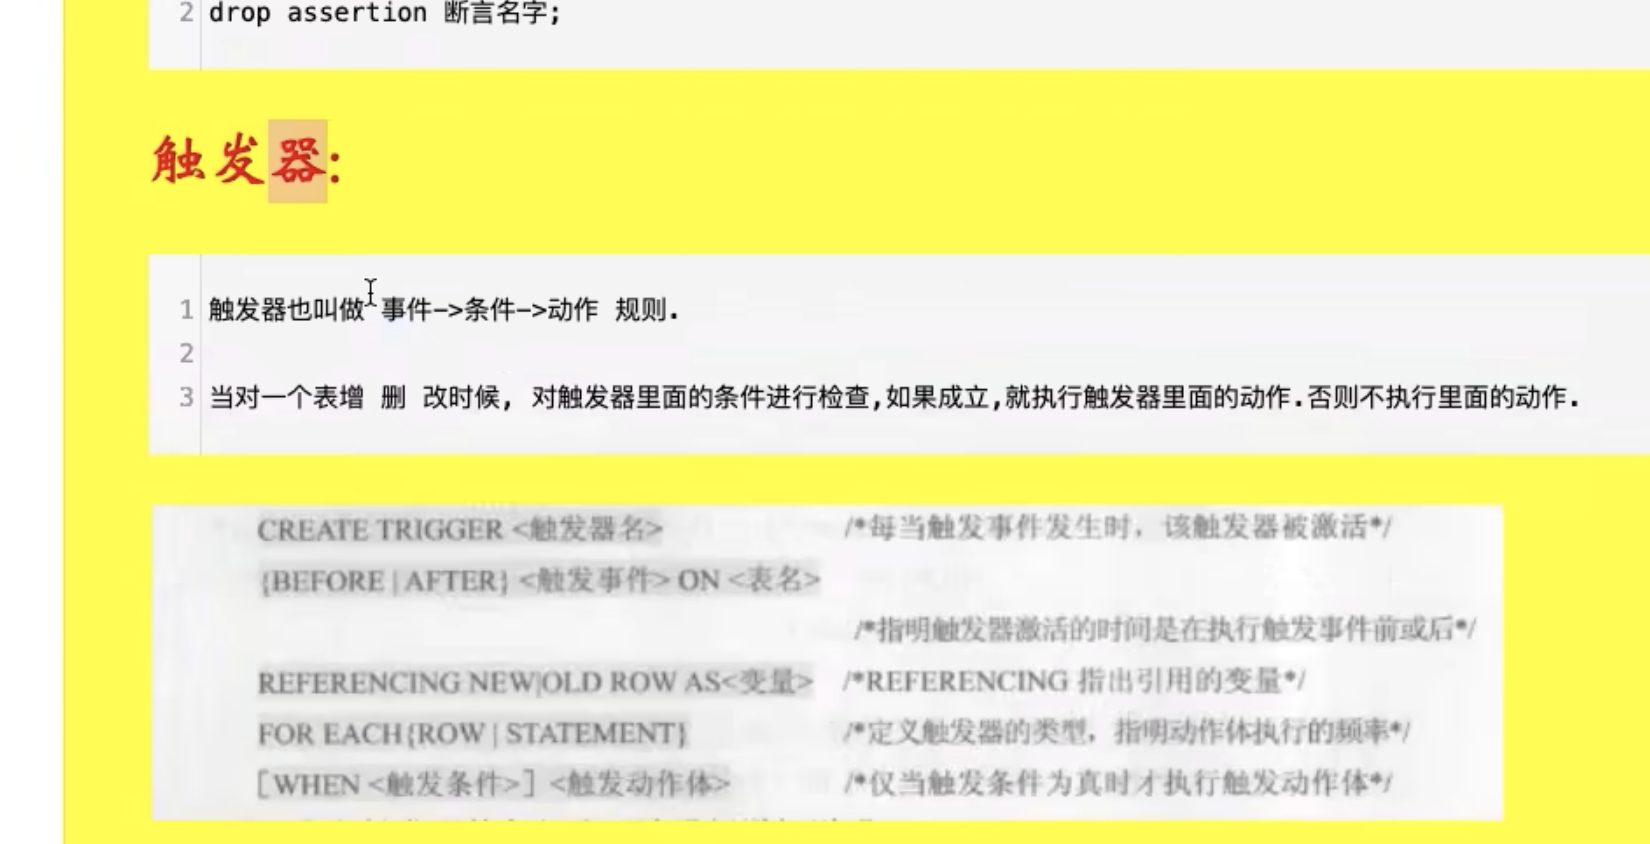 2 drop assertion 断言名字;
触发器:
1 触发器也叫做 事件->条件->动作 规则.
2
3 当对一个表增 删 改时候, 对触发器里面的条件进行检查,如果成立,就执行触发器里面的动作.否则不执行里面的动作.
CREATE TRIGGER <触发器名> /*每当触发事件发生时，该触发器被激活*/
{BEFORE | AFTER} <触发事件> ON <表名>
/*指明触发器激活的时间是在执行触发事件前或后*/
REFERENCING NEW|OLD ROW AS<变量> /*REFERENCING 指出引用的变量*/
FOR EACH{ROW | STATEMENT} /*定义触发器的类型，指明动作体执行的频率*/
[WHEN <触发条件>] <触发动作体> /*仅当触发条件为真时才执行触发动作体*/